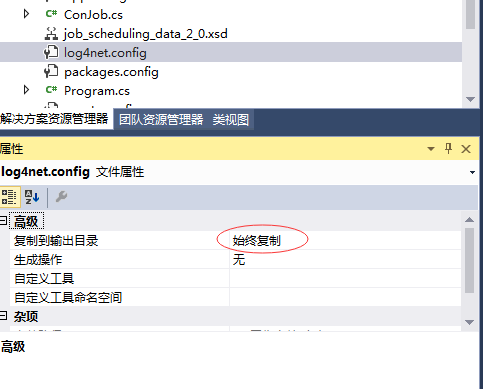 ConJob.cs
job_scheduling_data_2_0.xsd
log4net.config
packages.config
Program.cs
解决方案资源管理器 团队资源管理器 类视图
属性
log4net.config 文件属性
高级
复制到输出目录 始终复制
生成操作 无
自定义工具
自定义工具命名空间
杂项
高级